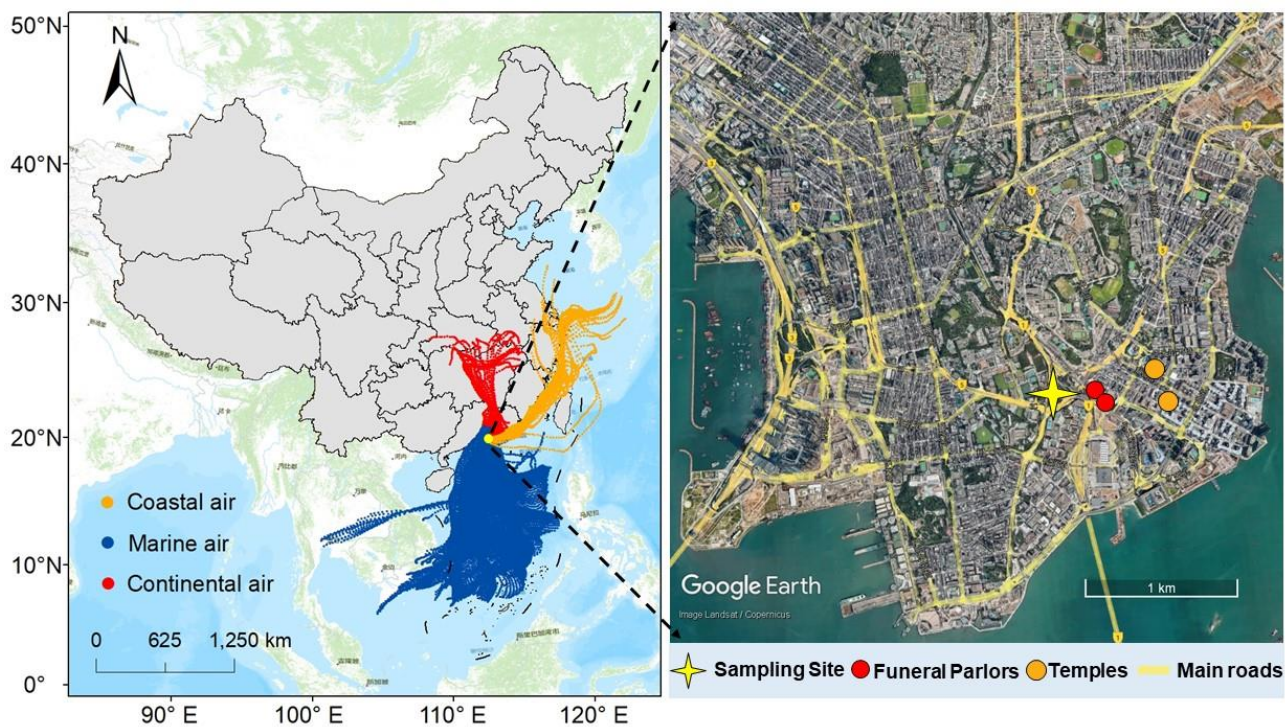 50°N
N
40°N
30°N
20°N
10°N
0°
90° E
100° E
110° E
120° E
Coastal air
Marine air
Continental air
0 625 1,250 km
Google Earth
Image Landsat / Copernicus
1 km
Sampling Site
Funeral Parlors
Temples
Main roads